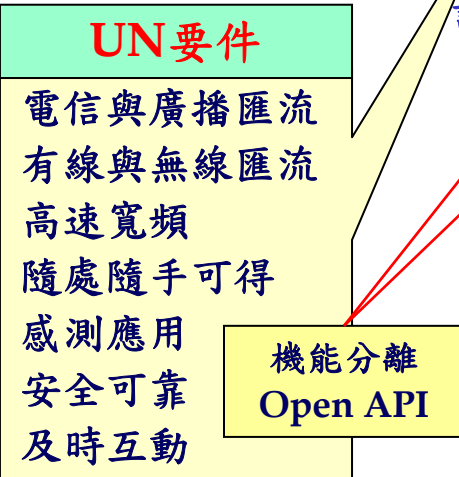 UN要件
電信與廣播匯流
有線與無線匯流
高速寬頻
隨處隨手可得
感測應用
安全可靠
及時互動
機能分離
Open API